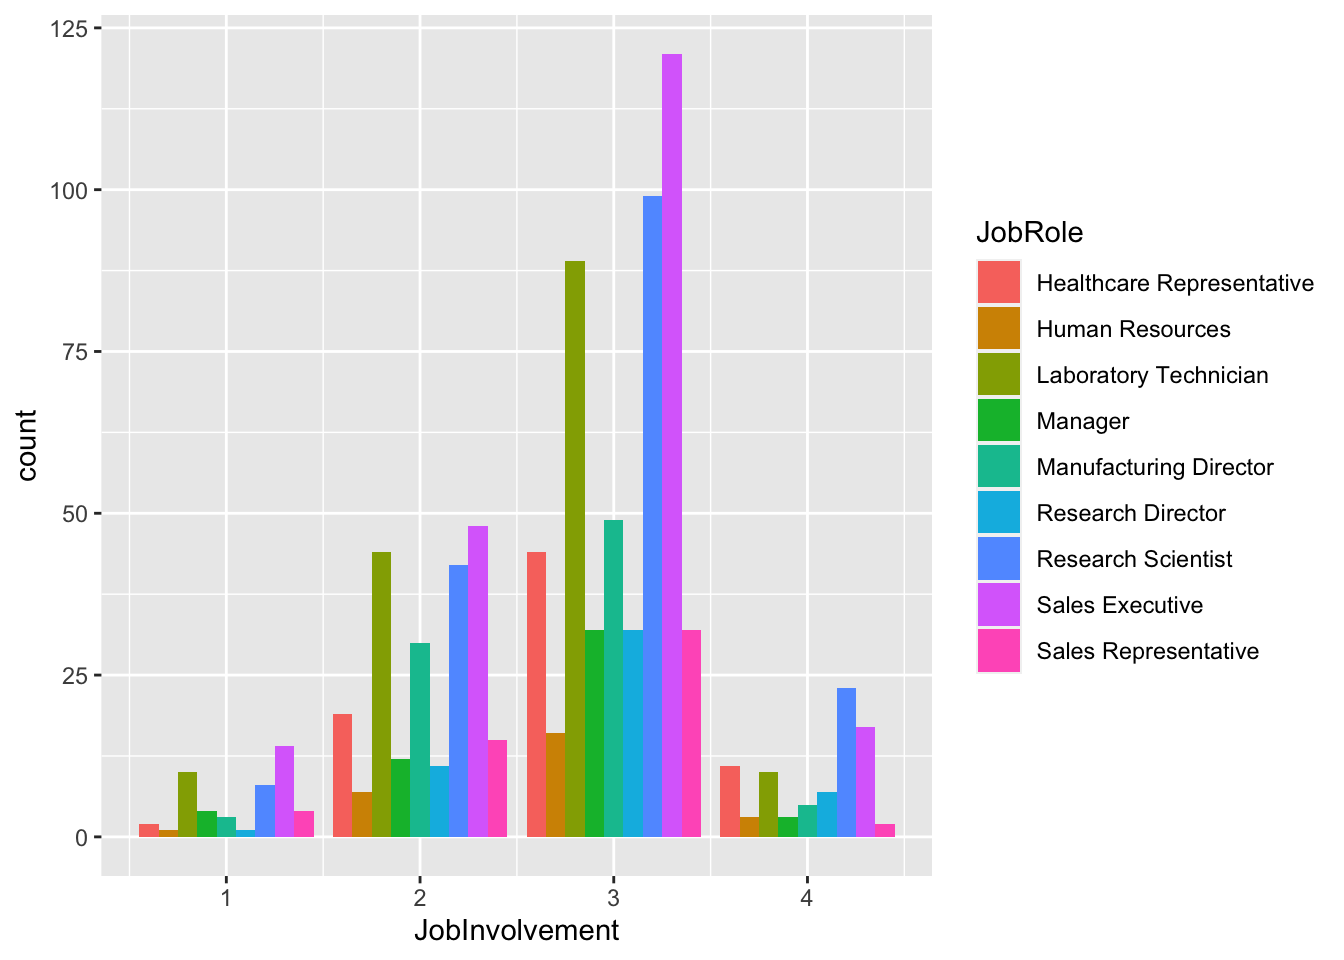 125
100
75
50
25
0
count
1 2 3 4
JobInvolvement
JobRole
Healthcare Representative
Human Resources
Laboratory Technician
Manager
Manufacturing Director
Research Director
Research Scientist
Sales Executive
Sales Representative